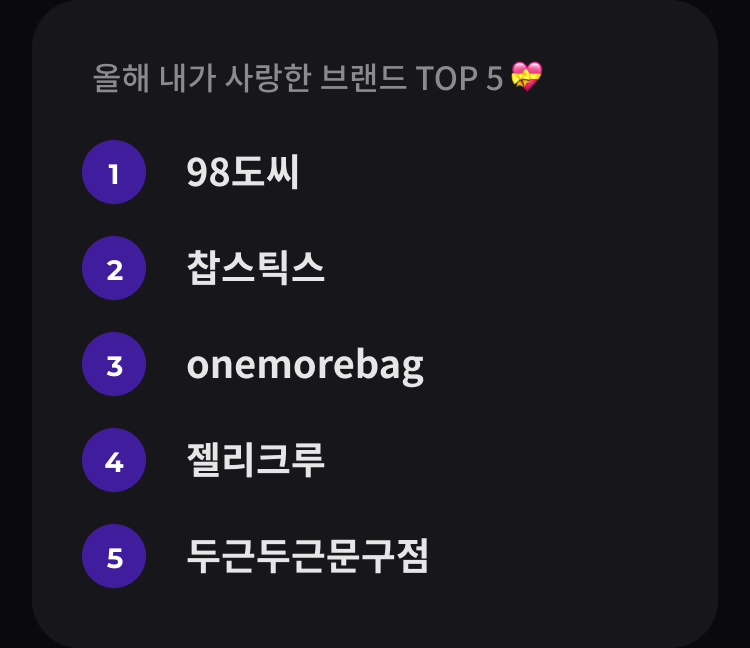 올해 내가 사랑한 브랜드 TOP 5 💝
1 98도씨
2 찹스틱스
3 onemorebag
4 젤리크루
5 두근두근문구점